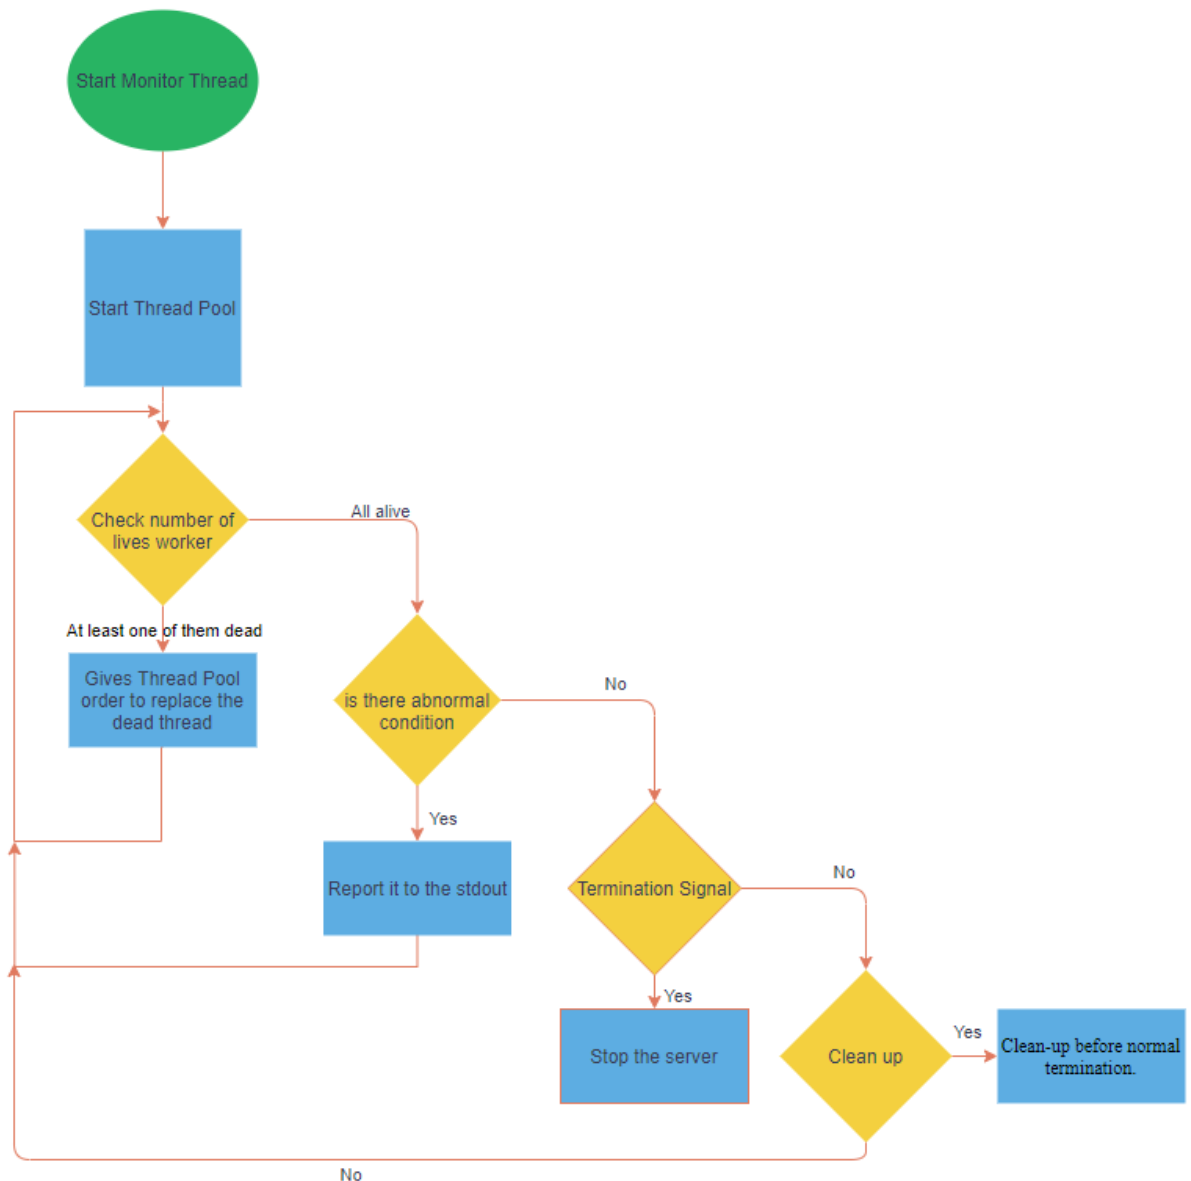 Start Monitor Thread
Start Thread Pool
Check number of
lives worker
All alive
At least one of them dead
Gives Thread Pool
order to replace the
dead thread
is there abnormal
condition
No
Yes
Report it to the stdout
Termination Signal
No
Yes
Stop the server
Clean up
Yes
Clean-up before normal
termination.
No